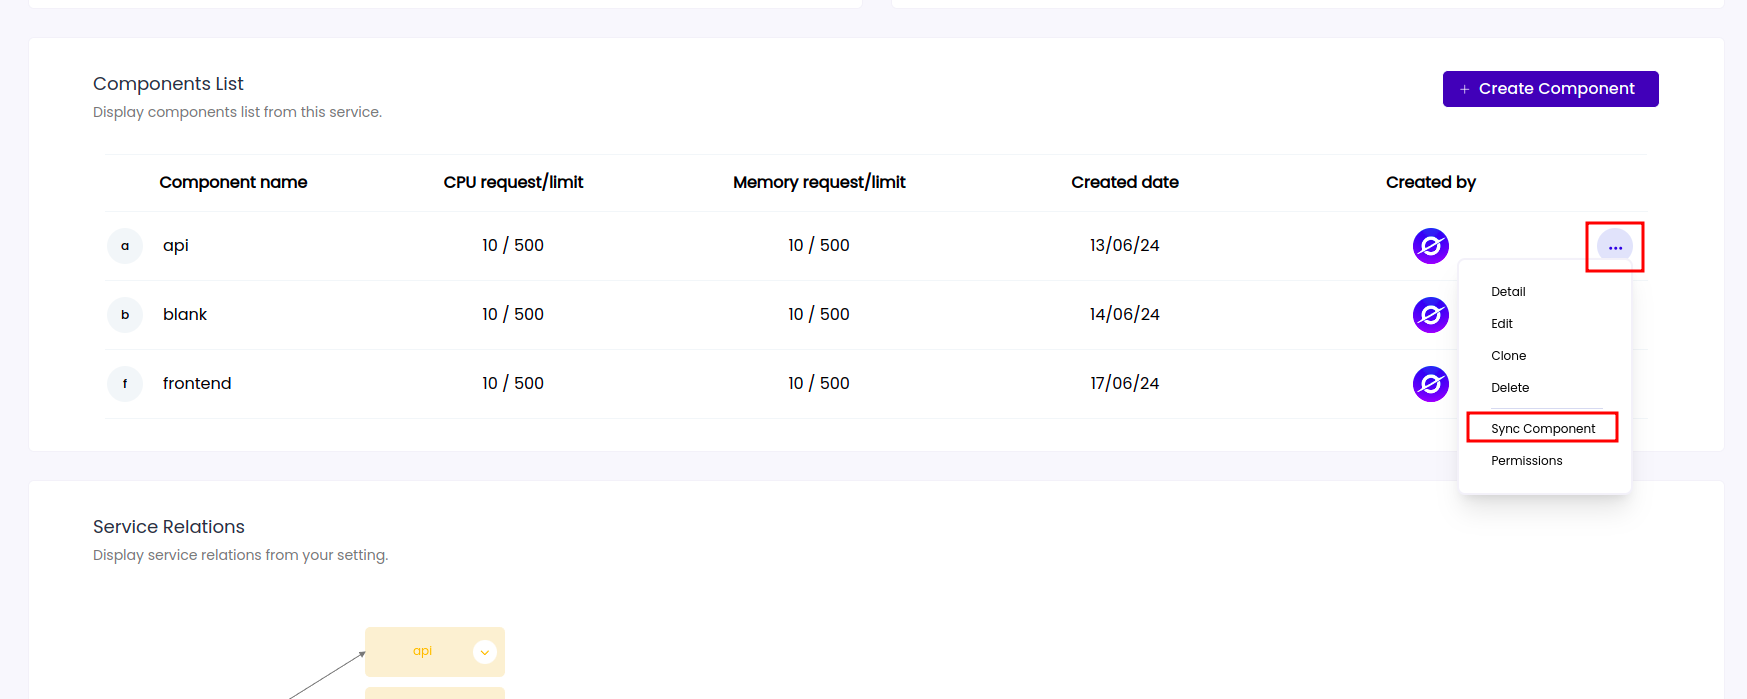 Components List
Display components list from this service.
+ Create Component
Component name CPU request/limit Memory request/limit Created date Created by
a api 10 / 500 10 / 500 13/06/24 ...
b blank 10 / 500 10 / 500 14/06/24
f frontend 10 / 500 10 / 500 17/06/24
Detail
Edit
Clone
Delete
Sync Component
Permissions
Service Relations
Display service relations from your setting.
api